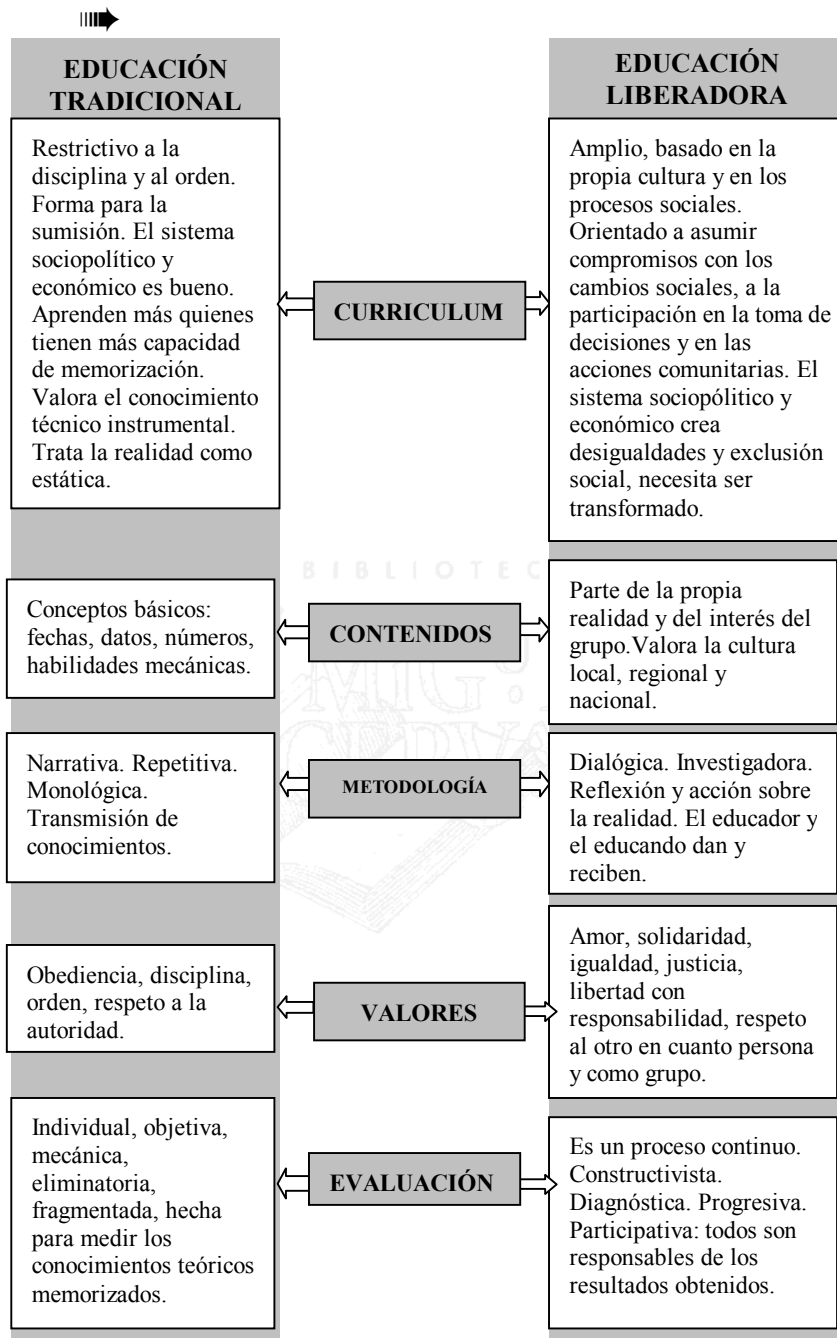 EDUCACIÓN
TRADICIONAL
EDUCACIÓN
LIBERADORA
Restrictivo a la
disciplina y al orden.
Forma para la
sumisión. El sistema
sociopolítico y
económico es bueno.
Aprenden más quienes
tienen más capacidad
de memorización.
Valora el conocimiento
técnico instrumental.
Trata la realidad como
estática.
CURRICULUM
Amplio, basado en la
propia cultura y en los
procesos sociales.
Orientado a asumir
compromisos con los
cambios sociales, a la
participación en la toma de
decisiones y en las
acciones comunitarias. El
sistema sociopólitico y
económico crea
desigualdades y exclusión
social, necesita ser
transformado.
BIBLIOTEC
Conceptos básicos:
fechas, datos, números,
habilidades mecánicas.
CONTENIDOS
Parte de la propia
realidad y del interés del
grupo.Valora la cultura
local, regional y
nacional.
Narrativa. Repetitiva.
Monológica.
Transmisión de
conocimientos.
METODOLOGÍA
Dialógica. Investigadora.
Reflexión y acción sobre
la realidad. El educador y
el educando dan y
reciben.
Obediencia, disciplina,
orden, respeto a la
autoridad.
VALORES
Amor, solidaridad,
igualdad, justicia,
libertad con
responsabilidad, respeto
al otro en cuanto persona
y como grupo.
Individual, objetiva,
mecánica,
eliminatoria,
fragmentada, hecha
para medir los
conocimientos teóricos
memorizados.
EVALUACIÓN
Es un proceso continuo.
Constructivista.
Diagnóstica. Progresiva.
Participativa: todos son
responsables de los
resultados obtenidos.